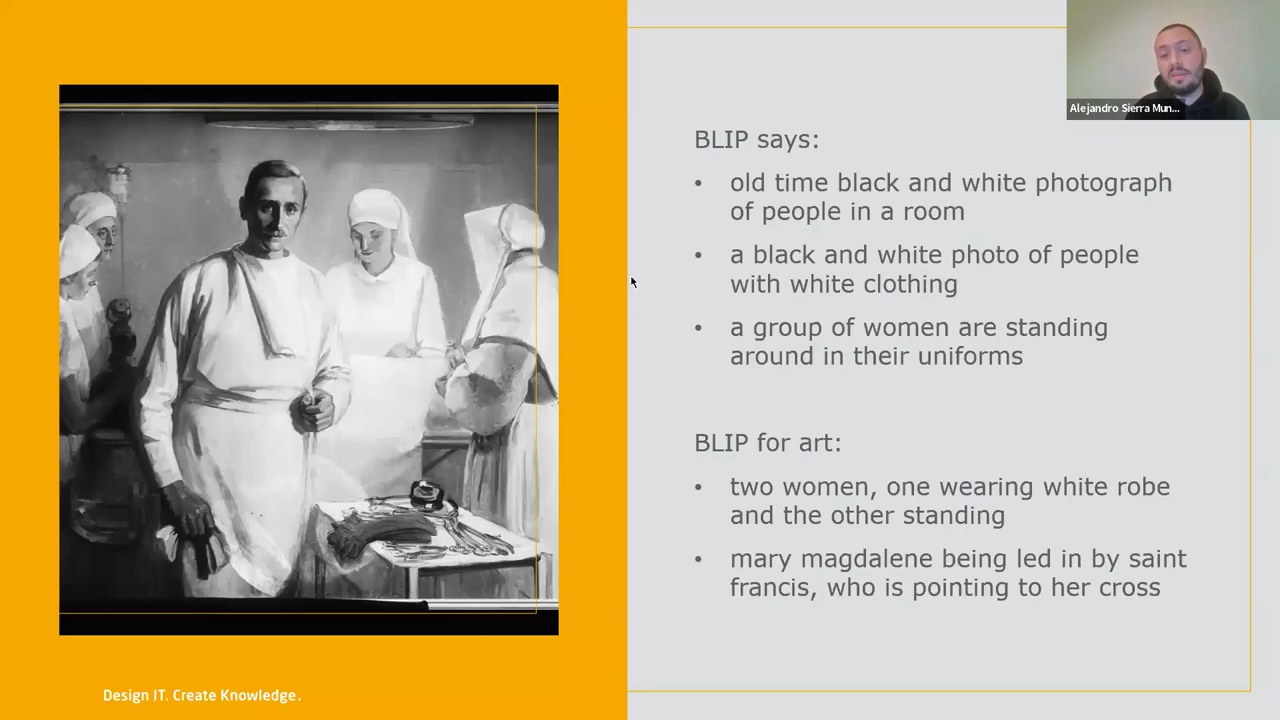 Alejandro Sierra Mun...
BLIP says:
• old time black and white photograph
of people in a room
• a black and white photo of people
with white clothing
• a group of women are standing
around in their uniforms
BLIP for art:
• two women, one wearing white robe
and the other standing
• mary magdalene being led in by saint
francis, who is pointing to her cross
Design IT. Create Knowledge.